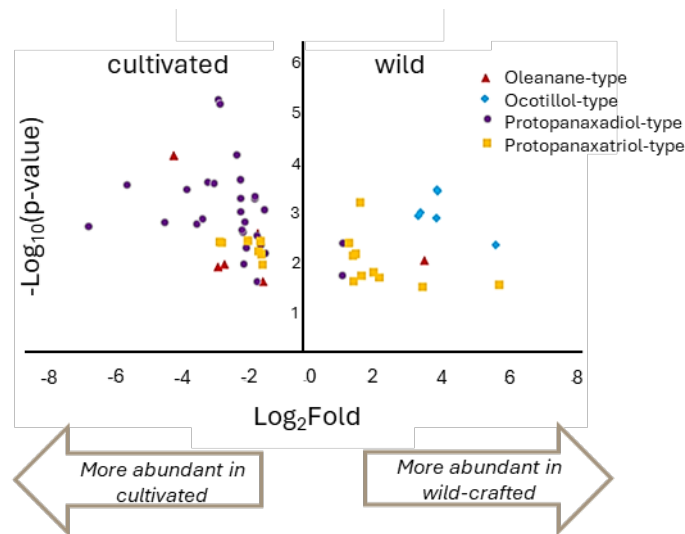 cultivated
wild
Oleanane-type
Ocotillol-type
Protopanaxadiol-type
Protopanaxatriol-type
6
5
4
3
2
1
-Log10(p-value)
-8 -6 -4 -2 0 2 4 6 8
Log2Fold
More abundant in
cultivated
More abundant in
wild-crafted